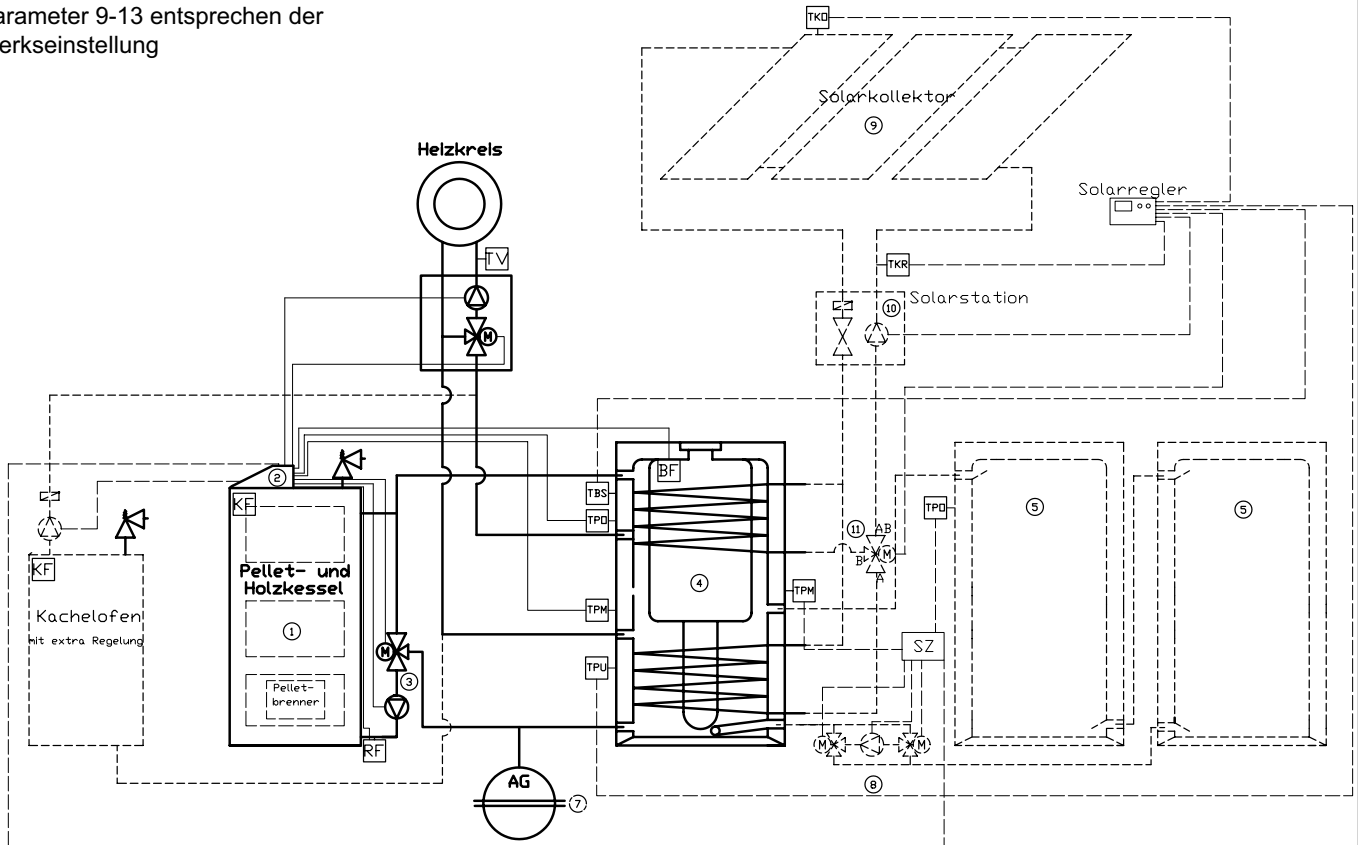 arameter 9-13 entsprechen der
erkseinstellung
TKO
Solarkollektor
9
Heizkreis
Solarregler
TV
TKR
Solarstation
10
M
2
BF
KF
TBS
TPO
TPO
5
5
11
AB
B
M
A
KF
Pellet- und
Holzkessel
4
TPM
TPM
Kachelofen
mit extra Regelung
1
M
SZ
TPU
3
Pellet-
brenner
RF
M
M
AG
7
8